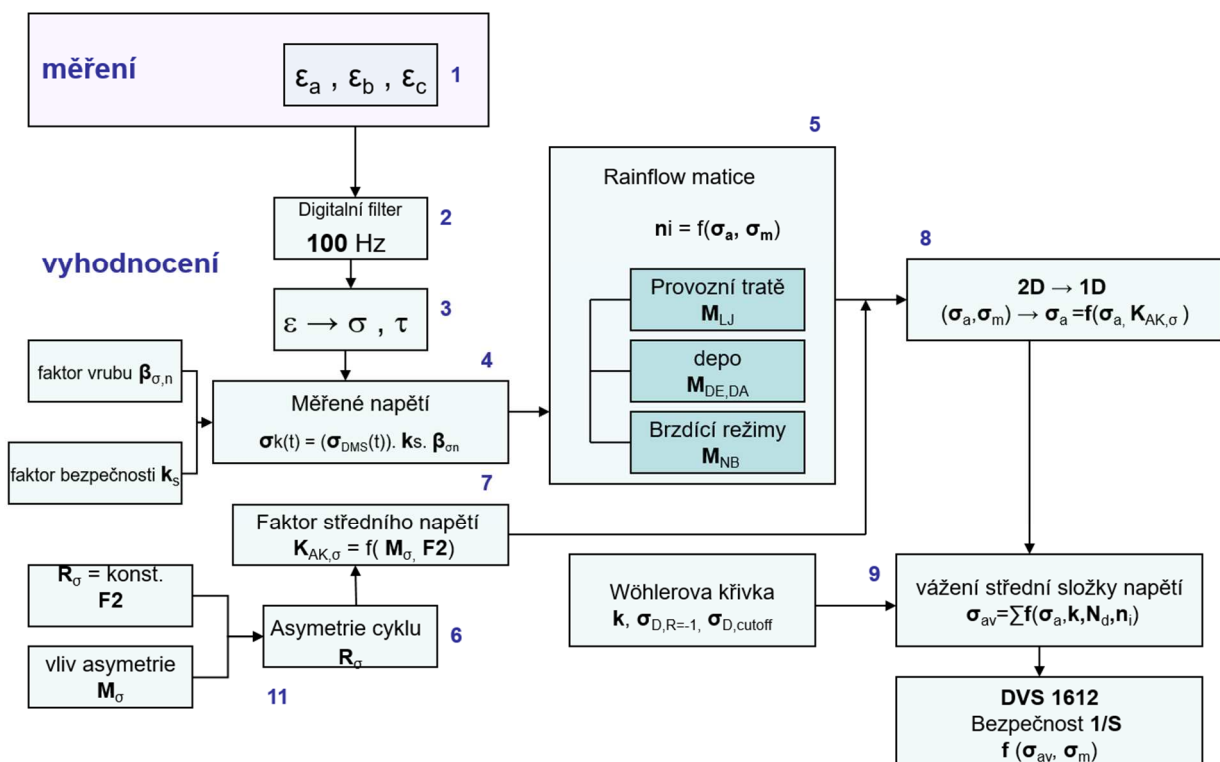 měření
εa , εb , εc
1
Digitalní filter
100 Hz
2
vyhodnocení
ε → σ , τ
3
faktor vrubu βσ,n
faktor bezpečnosti ks
4
Měřené napětí
σk(t) = (σDMS(t)). ks. βσn
5
Rainflow matice
ni = f(σa, σm)
Provozní tratě
MLJ
depo
MDE,DA
Brzdící režimy
MNB
7
Faktor středního napětí
KAK,σ = f( Mσ, F2)
Rσ = konst.
F2
vliv asymetrie
Mσ
Asymetrie cyklu
Rσ
6
11
8
2D → 1D
(σa,σm) → σa =f(σa, KAK,σ )
Wöhlerova křivka
k, σD,R=-1, σD,cutoff
9
vážení střední složky napětí
σav=∑f(σa,k,Nd,ni)
DVS 1612
Bezpečnost 1/S
f (σav, σm)